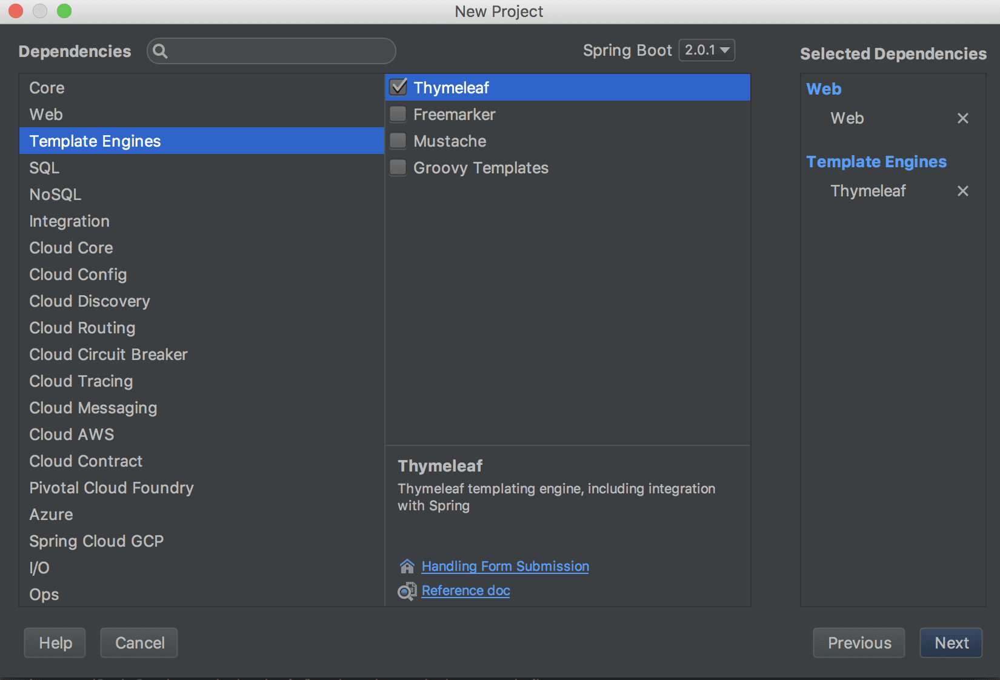 New Project
Dependencies
Spring Boot 2.0.1
Selected Dependencies
Core
Web
Template Engines
SQL
NoSQL
Integration
Cloud Core
Cloud Config
Cloud Discovery
Cloud Routing
Cloud Circuit Breaker
Cloud Tracing
Cloud Messaging
Cloud AWS
Cloud Contract
Pivotal Cloud Foundry
Azure
Spring Cloud GCP
I/O
Ops
Thymeleaf
Freemarker
Mustache
Groovy Templates
Thymeleaf
Thymeleaf templating engine, including integration
with Spring
Handling Form Submission
Reference doc
Web
Web
Template Engines
Thymeleaf
Help
Cancel
Previous
Next